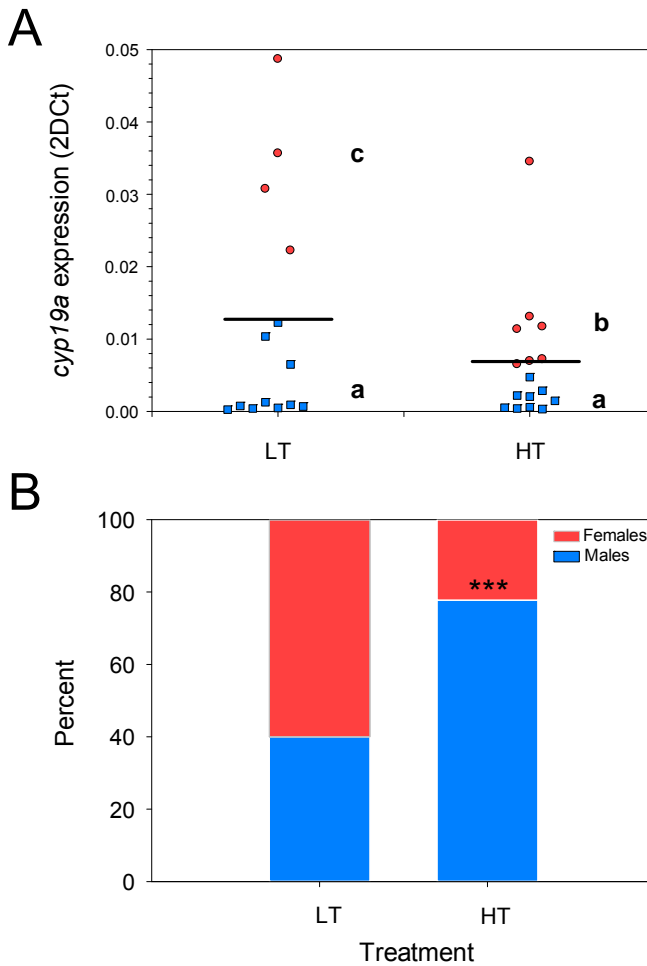 A
cyp19a expression (2DCt)
0.05
0.04
0.03
0.02
0.01
0.00
c
a
b
a
LT HT
B
Percent
100
80
60
40
20
0
Females
Males
***
LT HT
Treatment